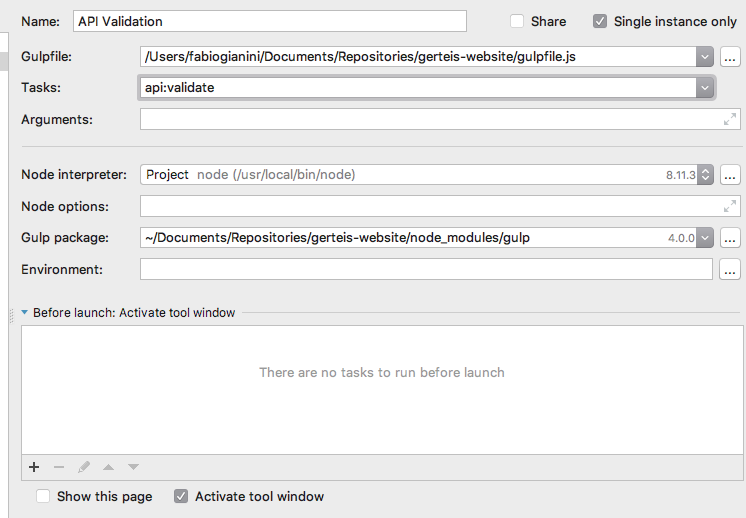 Name: API Validation Share Single instance only
Gulpfile: /Users/fabiogianini/Documents/Repositories/gerteis-website/gulpfile.js ...
Tasks: api:validate
Arguments:
Node interpreter: Project node (/usr/local/bin/node) 8.11.3 ...
Node options:
Gulp package: ~/Documents/Repositories/gerteis-website/node_modules/gulp 4.0.0 ...
Environment: ...
Before launch: Activate tool window
There are no tasks to run before launch
Show this page Activate tool window